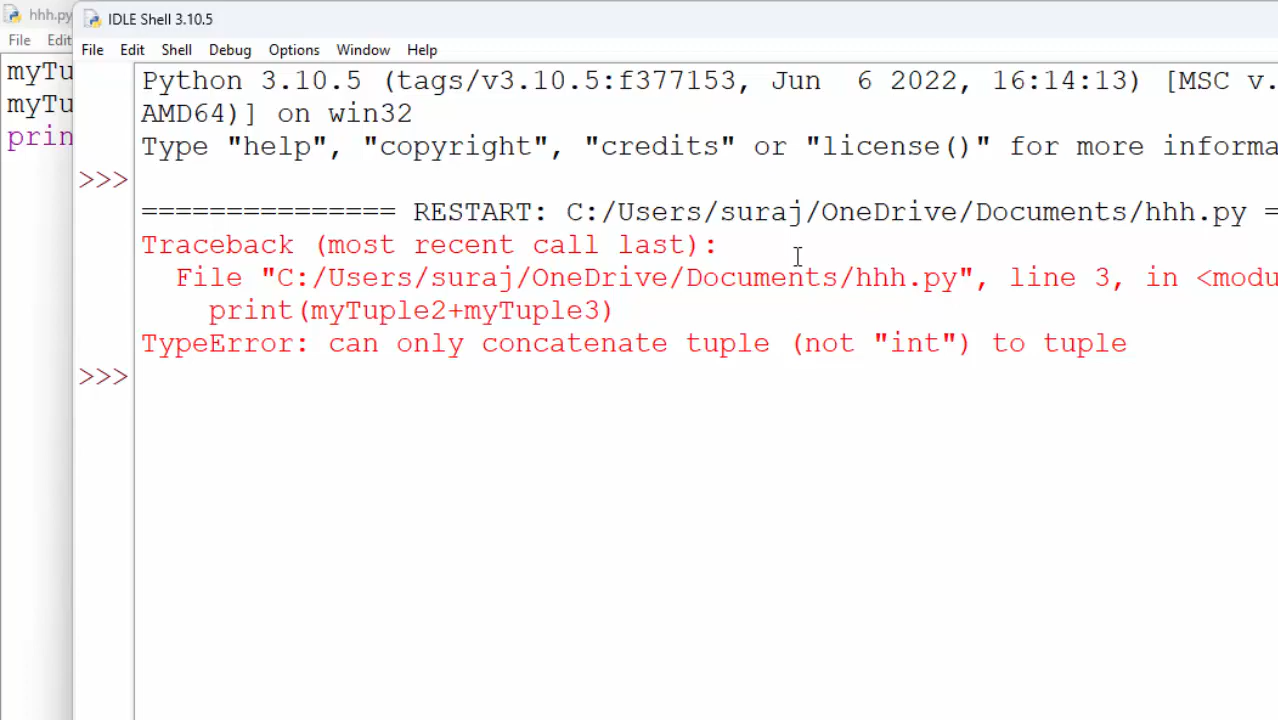 hhh.py
File Edit
myTu
myTu
prin
IDLE Shell 3.10.5
File Edit Shell Debug Options Window Help
Python 3.10.5 (tags/v3.10.5:f377153, Jun  6 2022, 16:14:13) [MSC v.
AMD64)] on win32
Type "help", "copyright", "credits" or "license()" for more informa
>>>
=============== RESTART: C:/Users/suraj/OneDrive/Documents/hhh.py =
Traceback (most recent call last):
  File "C:/Users/suraj/OneDrive/Documents/hhh.py", line 3, in <modu
    print(myTuple2+myTuple3)
TypeError: can only concatenate tuple (not "int") to tuple
>>>